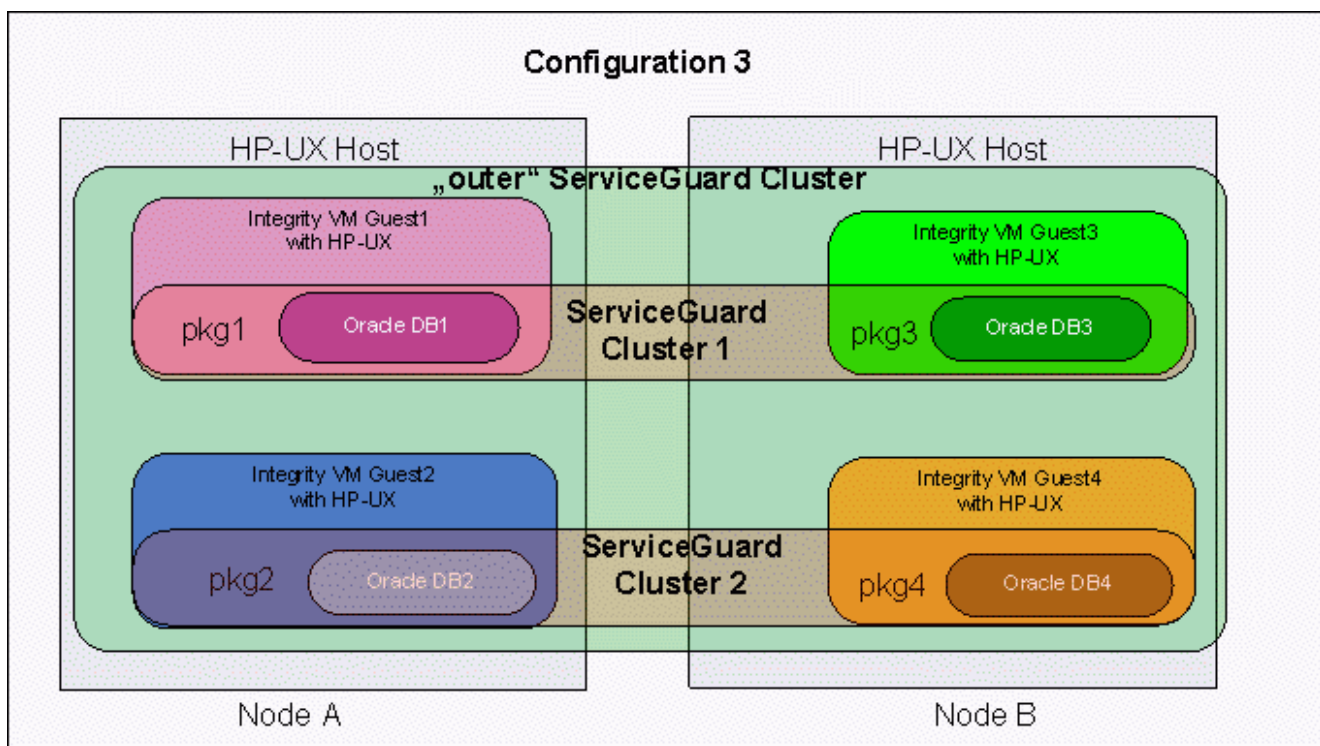 Configuration 3
HP-UX Host
HP-UX Host
„outer“ ServiceGuard Cluster
Integrity VM Guest1
with HP-UX
Integrity VM Guest3
with HP-UX
pkg1
Oracle DB1
ServiceGuard
Cluster 1
pkg3
Oracle DB3
Integrity VM Guest2
with HP-UX
Integrity VM Guest4
with HP-UX
pkg2
Oracle DB2
ServiceGuard
Cluster 2
pkg4
Oracle DB4
Node A
Node B